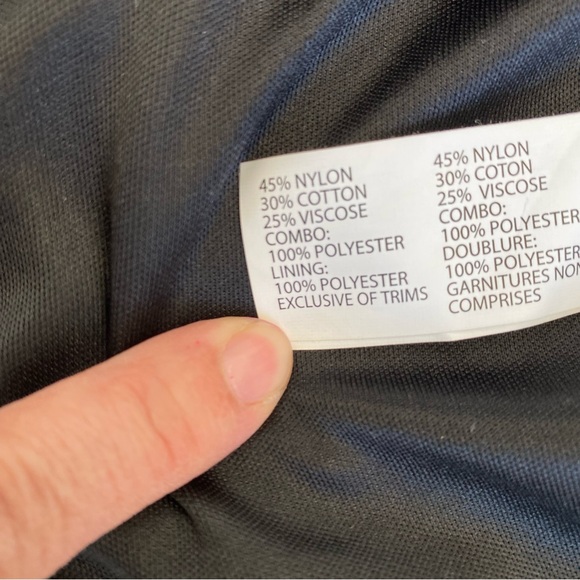 45% NYLON
30% COTTON
25% VISCOSE
COMBO:
100% POLYESTER
LINING:
100% POLYESTER
EXCLUSIVE OF TRIMS
45% NYLON
30% COTON
25% VISCOSE
COMBO:
100% POLYESTER
DOUBLURE:
100% POLYESTER
GARNITURES NON
COMPRISES